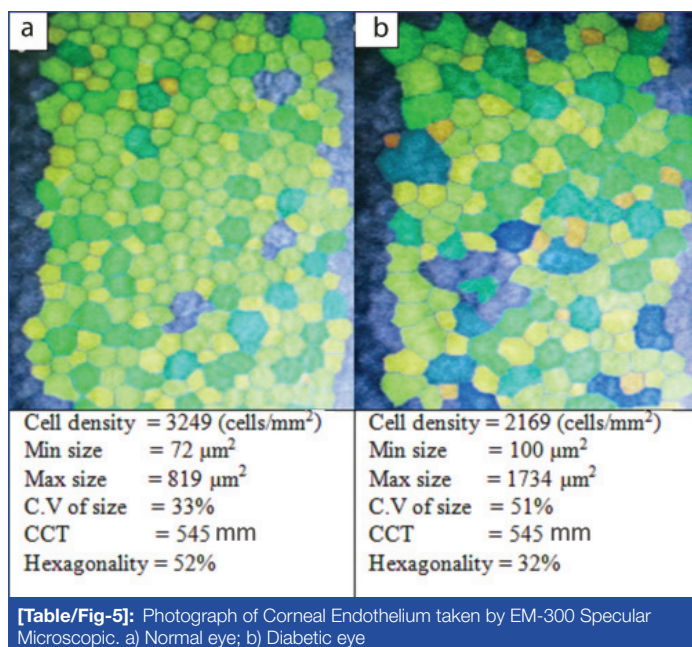 a
b
Cell density = 3249 (cells/mm²)
Min size = 72 µm²
Max size = 819 µm²
C.V of size = 33%
CCT = 545 mm
Hexagonality = 52%
Cell density = 2169 (cells/mm²)
Min size = 100 µm²
Max size = 1734 µm²
C.V of size = 51%
CCT = 545 mm
Hexagonality = 32%
[Table/Fig-5]: Photograph of Corneal Endothelium taken by EM-300 Specular
Microscopic. a) Normal eye; b) Diabetic eye